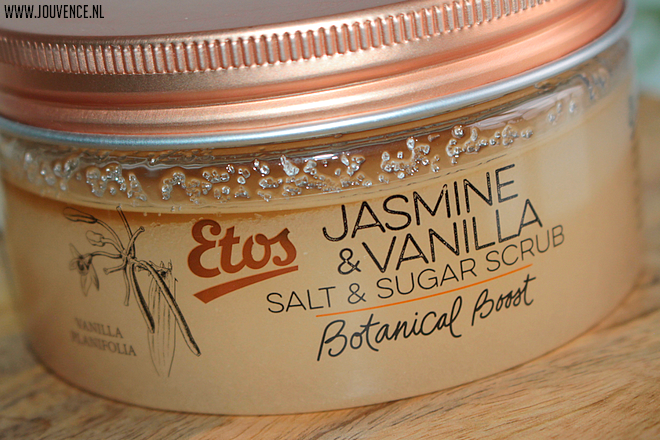 WWW.JOUVENCE.NL
Etos
JASMINE
& VANILLA
SALT & SUGAR SCRUB
Botanical Boost
VANILLA
PLANIFOLIA